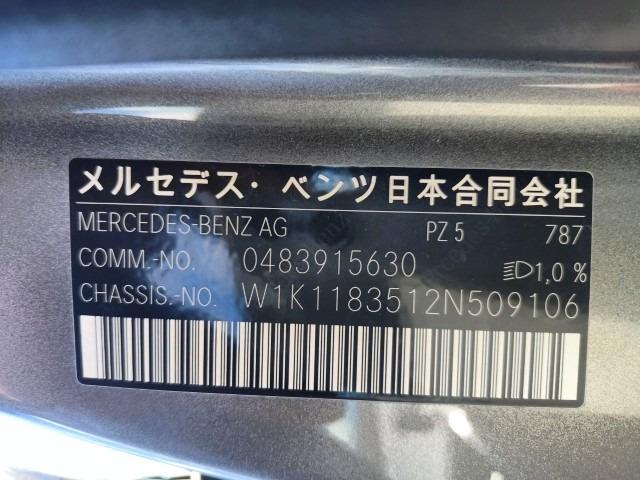 メルセデス・ベンツ日本合同会社
MERCEDES-BENZ AG PZ 5 787
COMM.-NO. 0483915630 1,0 %
CHASSIS.-NO. W1K1183512N509106